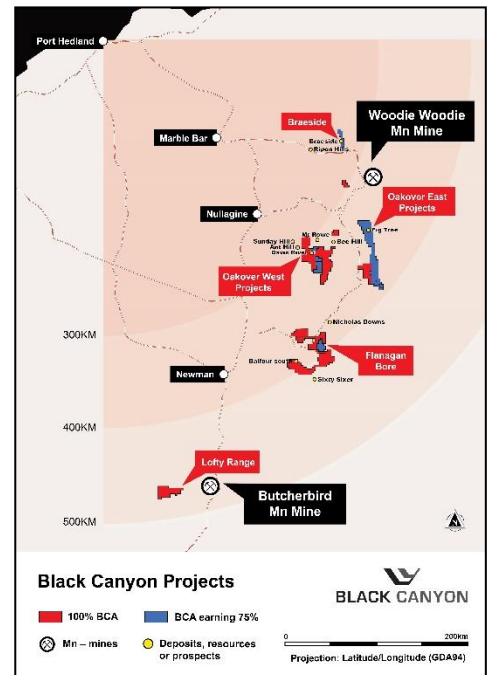 Port Hedland
Braeside
Woodie Woodie
Mn Mine
Marble Bar
Braeside
Ripon Hills
Nullagine
Oakover East
Projects
Fig Tree
Mt Rowe
Sunday Hill
Bee Hill
Ant Hill
Davis River
Oakover West
Projects
300KM
Nicholas Downs
Flanagan
Bore
Balfour south
Newman
Sixty Sixer
400KM
Lofty Range
Butcherbird
Mn Mine
500KM
N
Black Canyon Projects
BLACK CANYON
100% BCA
BCA earning 75%
Mn – mines
Deposits, resources
or prospects
0
200km
Projection: Latitude/Longitude (GDA94)